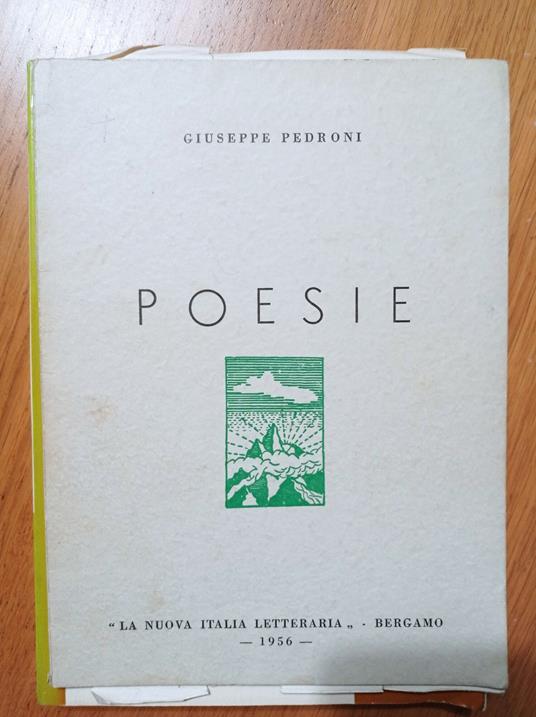 GIUSEPPE PEDRONI
POESIE
"LA NUOVA ITALIA LETTERARIA„ - BERGAMO
— 1956 —